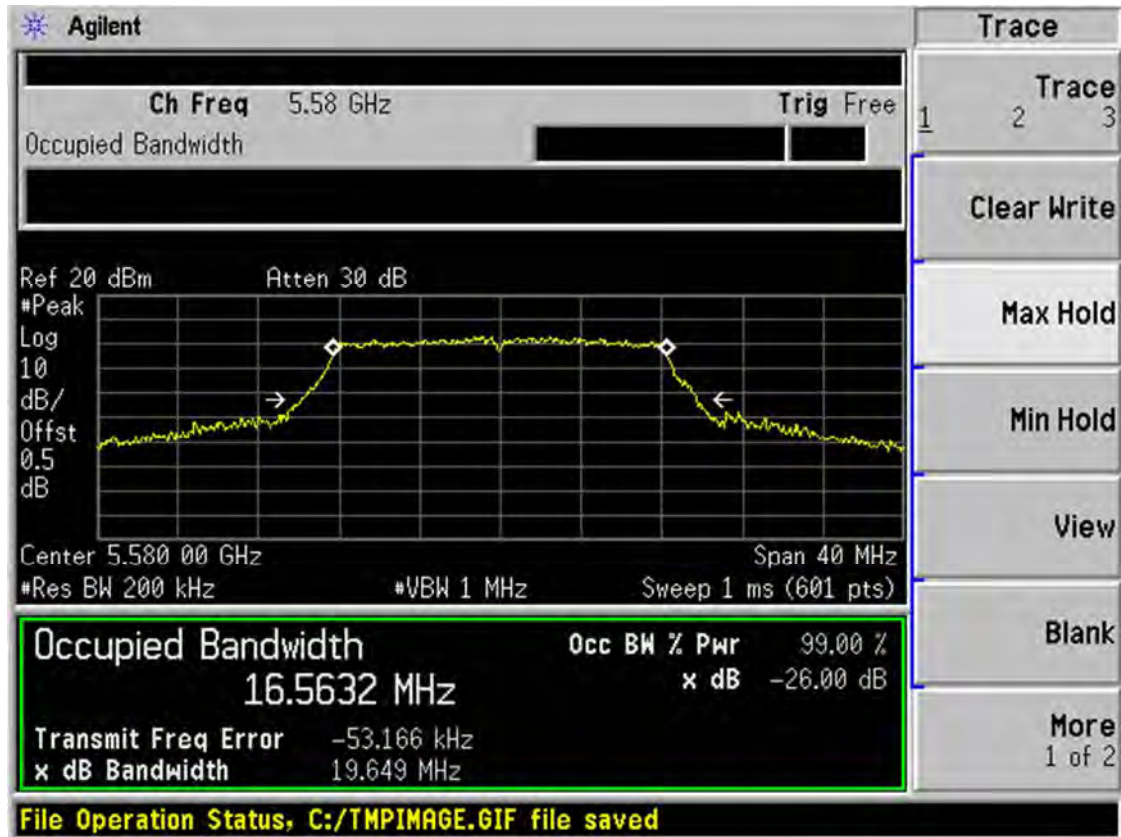 Agilent
Trace
Ch Freq 5.58 GHz Trig Free
Occupied Bandwidth
Trace
1 2 3
Clear Write
Max Hold
Min Hold
View
Blank
More
1 of 2
Ref 20 dBm Atten 30 dB
#Peak
Log
10
dB/
Offst
0.5
dB
Center 5.580 00 GHz Span 40 MHz
#Res BW 200 kHz #VBW 1 MHz Sweep 1 ms (601 pts)
Occupied Bandwidth
16.5632 MHz
Occ BW % Pwr 99.00 %
x dB -26.00 dB
Transmit Freq Error -53.166 kHz
x dB Bandwidth 19.649 MHz
File Operation Status, C:/TMPIMAGE.GIF file saved